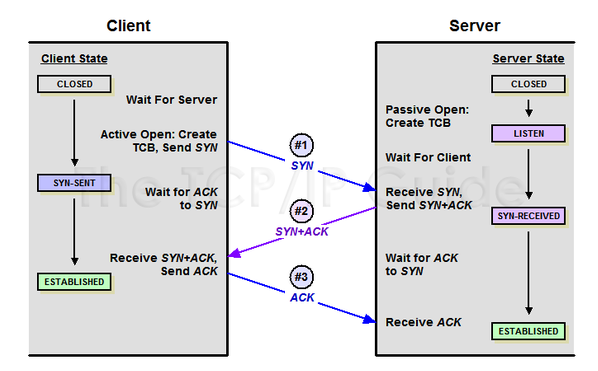 Client
Server
Client State
Server State
CLOSED
CLOSED
Wait For Server
Passive Open:
Create TCB
Active Open: Create
TCB, Send SYN
#1
SYN
LISTEN
Wait For Client
SYN-SENT
Wait for ACK
to SYN
Receive SYN,
Send SYN+ACK
#2
SYN+ACK
SYN-RECEIVED
The TCP/IP Guide
Receive SYN+ACK,
Send ACK
Wait for ACK
to SYN
#3
ACK
ESTABLISHED
Receive ACK
ESTABLISHED